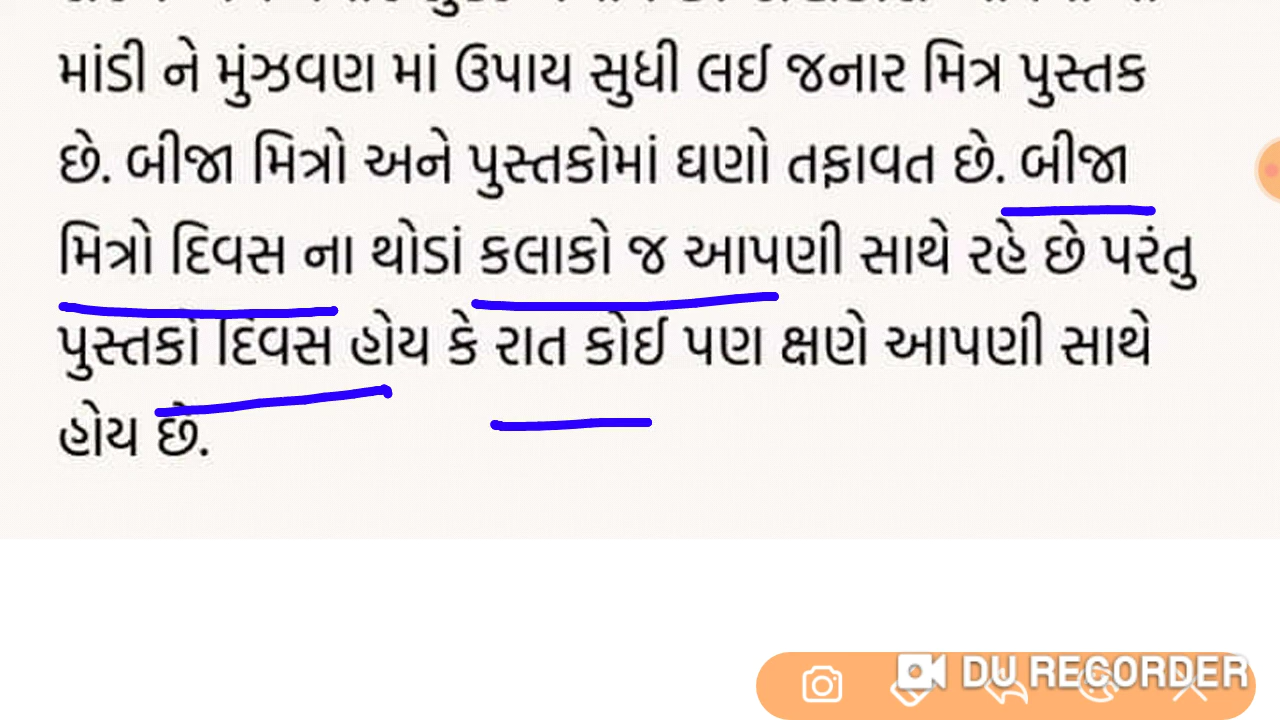 માંડી ને મુંઝવણ માં ઉપાય સુધી લઈ જનાર મિત્ર પુસ્તક
છે. બીજા મિત્રો અને પુસ્તકોમાં ઘણો તફાવત છે. બીજા
મિત્રો દિવસ ના થોડાં કલાકો જ આપણી સાથે રહે છે પરંતુ
પુસ્તકો દિવસ હોય કે રાત કોઈ પણ ક્ષણે આપણી સાથે
હોય છે.
DU RECORDER